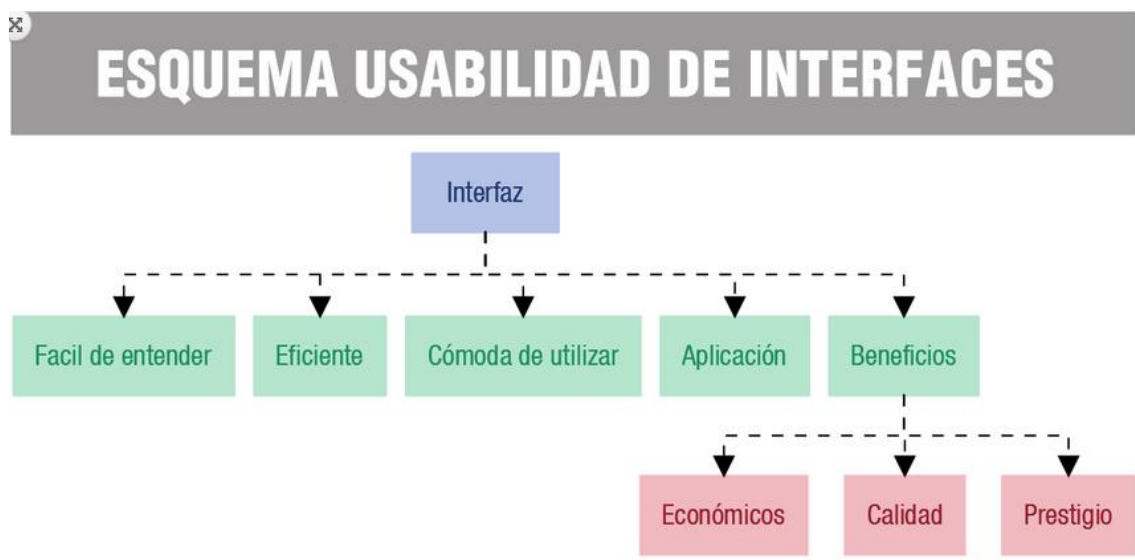 ESQUEMA USABILIDAD DE INTERFACES
Interfaz
Facil de entender
Eficiente
Cómoda de utilizar
Aplicación
Beneficios
Económicos
Calidad
Prestigio